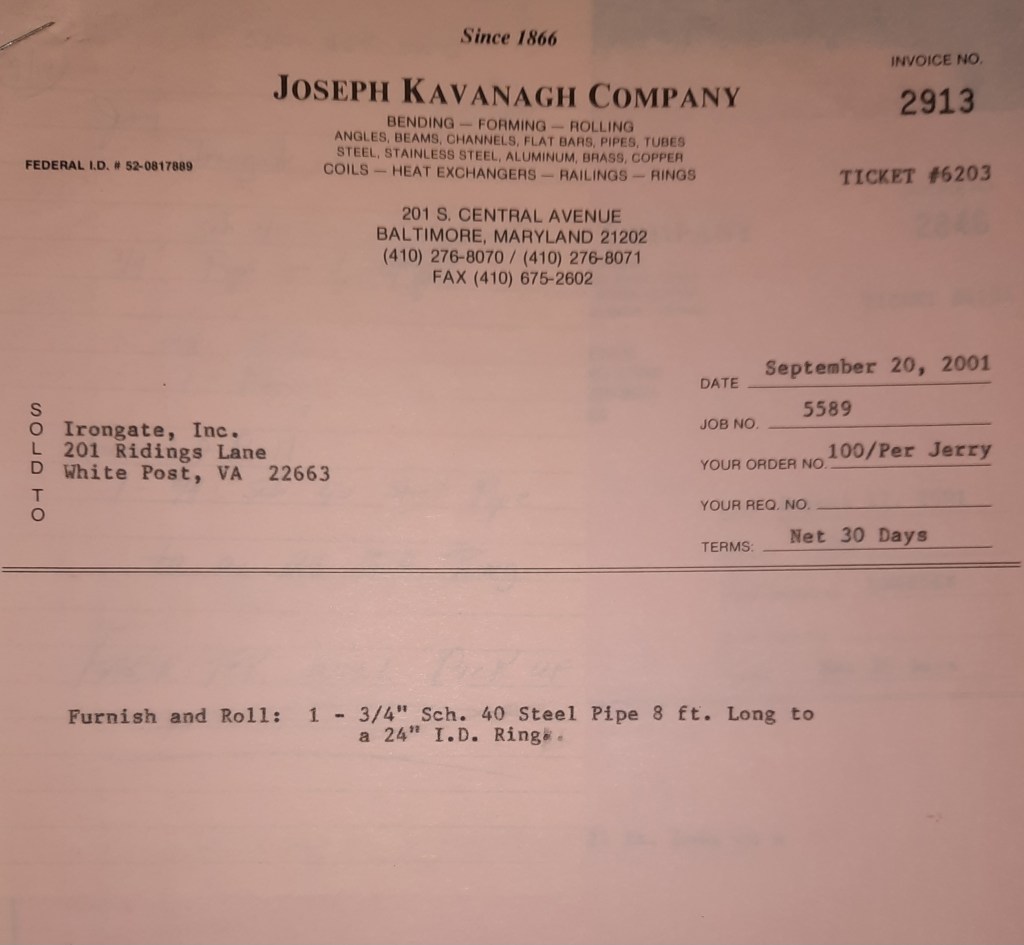 Since 1866
INVOICE NO.
JOSEPH KAVANAGH COMPANY
2913
BENDING — FORMING — ROLLING
ANGLES, BEAMS, CHANNELS, FLAT BARS, PIPES, TUBES
STEEL, STAINLESS STEEL, ALUMINUM, BRASS, COPPER
COILS — HEAT EXCHANGERS — RAILINGS — RINGS
FEDERAL I.D. # 52-0817889
TICKET #6203
201 S. CENTRAL AVENUE
BALTIMORE, MARYLAND 21202
(410) 276-8070 / (410) 276-8071
FAX (410) 675-2602
DATE September 20, 2001
JOB NO. 5589
YOUR ORDER NO. 100/Per Jerry
YOUR REQ. NO.
TERMS: Net 30 Days
SOLD TO
Irongate, Inc.
201 Ridings Lane
White Post, VA 22663
Furnish and Roll: 1 - 3/4" Sch. 40 Steel Pipe 8 ft. Long to
a 24" I.D. Ring.